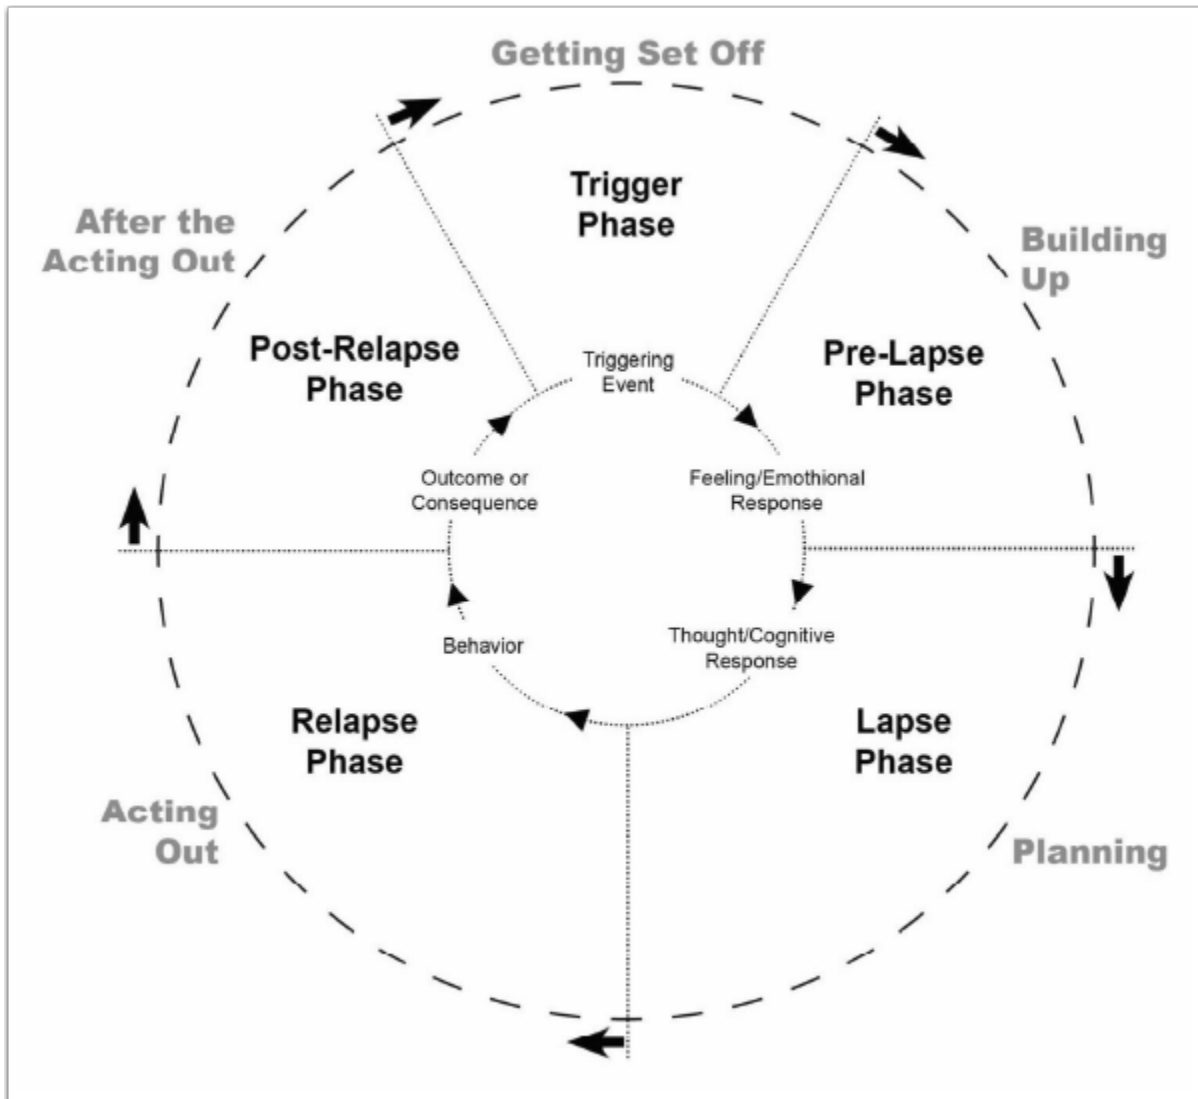 Getting Set Off
Trigger
Phase
After the
Acting Out
Building
Up
Post-Relapse
Phase
Triggering
Event
Pre-Lapse
Phase
Outcome or
Consequence
Feeling/Emothional
Response
Behavior
Thought/Cognitive
Response
Relapse
Phase
Lapse
Phase
Acting
Out
Planning